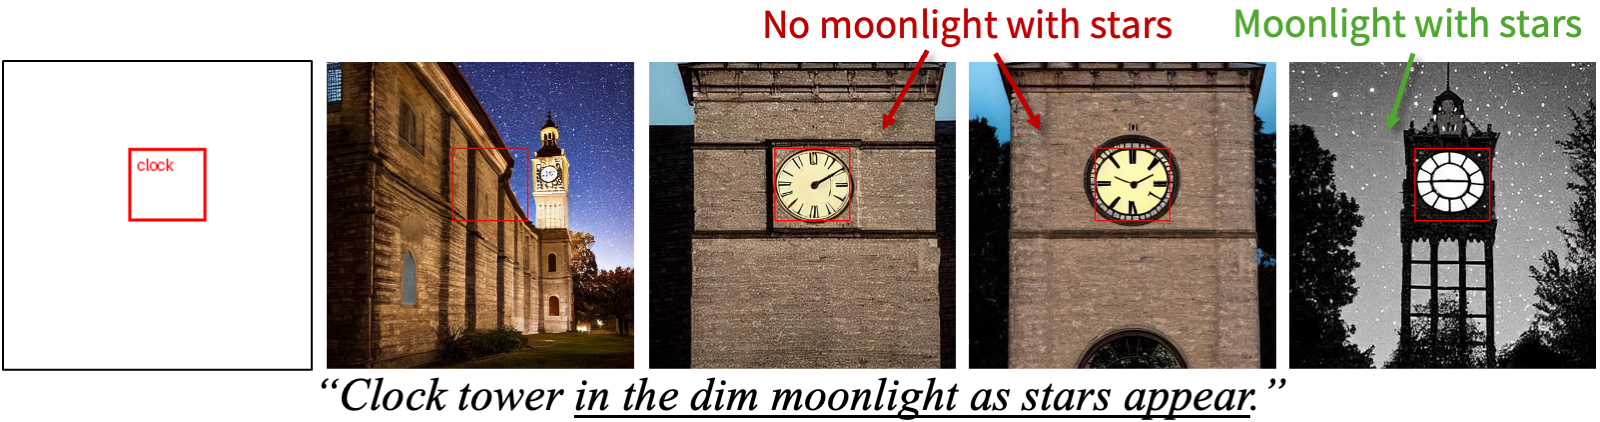 No moonlight with stars
Moonlight with stars
clock
“Clock tower in the dim moonlight as stars appear.”